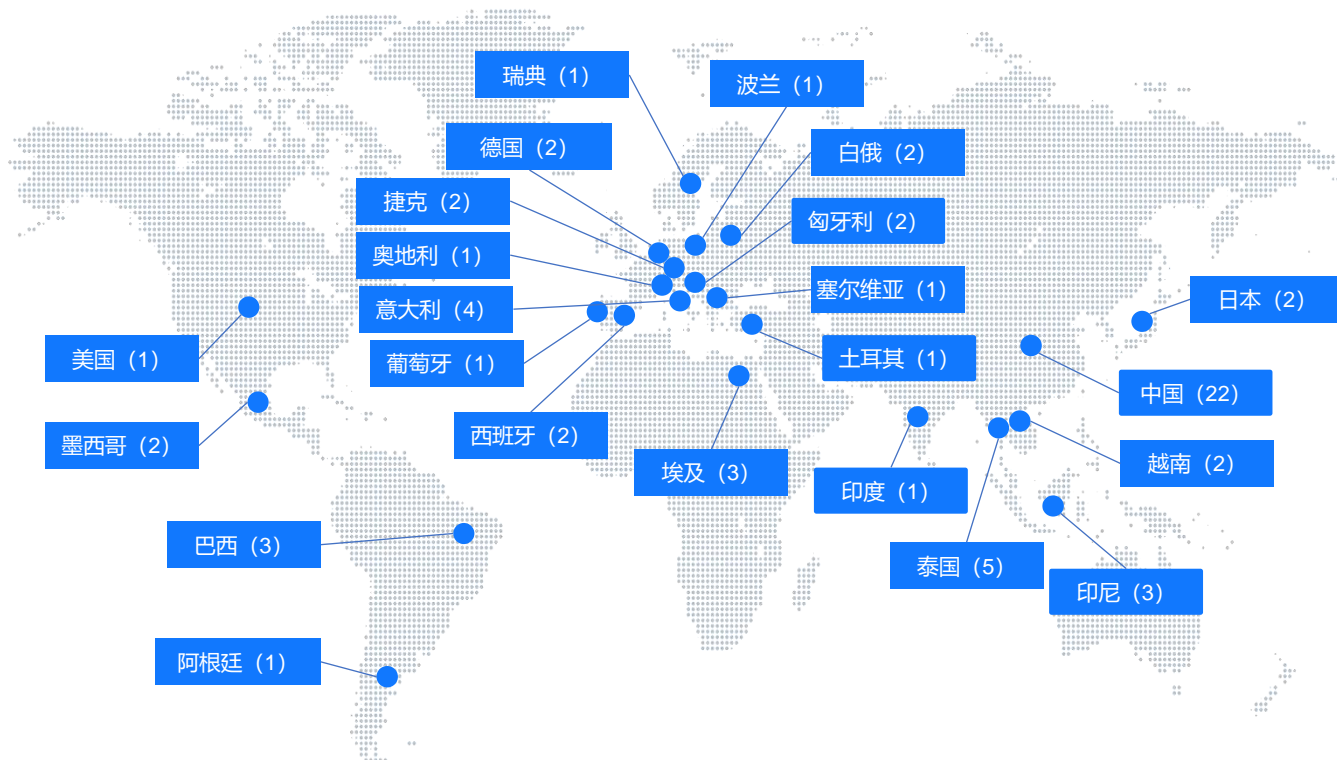 瑞典（1）
波兰（1）
德国（2）
白俄（2）
捷克（2）
匈牙利（2）
奥地利（1）
塞尔维亚（1）
意大利（4）
日本（2）
美国（1）
葡萄牙（1）
土耳其（1）
中国（22）
墨西哥（2）
西班牙（2）
埃及（3）
印度（1）
越南（2）
巴西（3）
泰国（5）
印尼（3）
阿根廷（1）